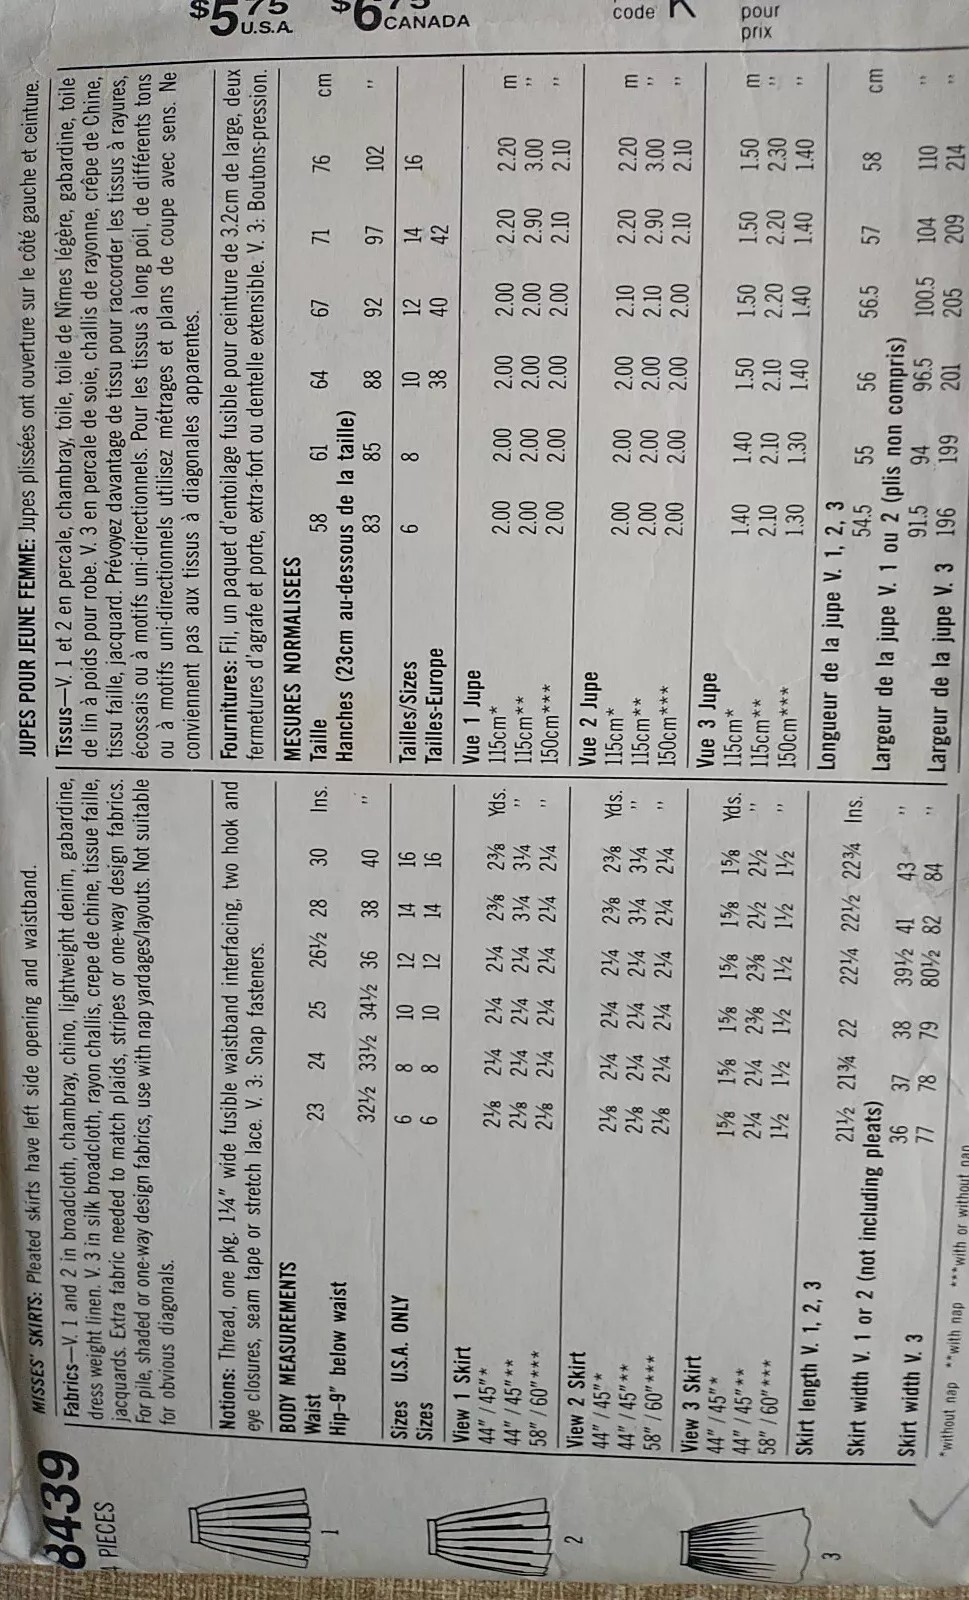 8439
4 PIECES
1
2
3
MISSES' SKIRTS: Pleated skirts have left side opening and waistband.
Fabrics—V. 1 and 2 in broadcloth, chambray, chino, lightweight denim, gabardine,
dress weight linen. V. 3 in silk broadcloth, rayon challis, crepe de chine, tissue faille,
jacquards. Extra fabric needed to match plaids, stripes or one-way design fabrics.
For pile, shaded or one-way design fabrics, use with nap yardages/layouts. Not suitable
for obvious diagonals.
Notions: Thread, one pkg. 1¼" wide fusible waistband interfacing, two hook and
eye closures, seam tape or stretch lace. V. 3: Snap fasteners.
BODY MEASUREMENTS
Waist 23 24 25 26½ 28 30 Ins.
Hip–9" below waist 32½ 33½ 34½ 36 38 40 "
Sizes U.S.A. ONLY 6 8 10 12 14 16
Sizes 6 8 10 12 14 16
View 1 Skirt
44"/45"* 2⅛ 2¼ 2¼ 2¼ 2⅜ 2⅜ Yds.
44"/45"** 2⅛ 2¼ 2¼ 2¼ 3¼ 3¼ "
58"/60"*** 2⅛ 2¼ 2¼ 2¼ 2¼ 2¼ "
View 2 Skirt
44"/45"* 2⅛ 2¼ 2¼ 2¼ 2⅜ 2⅜ Yds.
44"/45"** 2⅛ 2¼ 2¼ 2¼ 3¼ 3¼ "
58"/60"*** 2⅛ 2¼ 2¼ 2¼ 2¼ 2¼ "
View 3 Skirt
44"/45"* 1⅝ 1⅝ 1⅝ 1⅝ 1⅝ 1⅝ Yds.
44"/45"** 2¼ 2¼ 2⅜ 2⅜ 2½ 2½ "
58"/60"*** 1½ 1½ 1½ 1½ 1½ 1½ "
Skirt length V. 1, 2, 3
21½ 21¾ 22 22¼ 22½ 22¾ Ins.
Skirt width V. 1 or 2 (not including pleats)
36 37 38 39½ 41 43 "
Skirt width V. 3 77 78 79 80½ 82 84 "
*without nap **with nap ***with or without nap
$5.75
U.S.A.
$6.75
CANADA
code K
pour
prix
JUPES POUR JEUNE FEMME: Jupes plissées ont ouverture sur le côté gauche et ceinture.
Tissus—V. 1 et 2 en percale, chambray, toile, toile de Nîmes légère, gabardine, toile
de lin à poids pour robe. V. 3 en percale de soie, challis de rayonne, crêpe de Chine,
tissu faille, jacquard. Prévoyez davantage de tissu pour raccorder les tissus à rayures,
écossais ou à motifs uni-directionnels. Pour les tissus à long poil, de différents tons
ou à motifs uni-directionnels utilisez métrages et plans de coupe avec sens. Ne
conviennent pas aux tissus à diagonales apparentes.
Fournitures: Fil, un paquet d'entoilage fusible pour ceinture de 3.2cm de large, deux
fermetures d'agrafe et porte, extra-fort ou dentelle extensible. V. 3: Boutons-pression.
MESURES NORMALISEES
Taille 58 61 64 67 71 76 cm
Hanches (23cm au-dessous de la taille)
83 85 88 92 97 102 "
Tailles/Sizes 6 8 10 12 14 16
Tailles-Europe 38 40 42
Vue 1 Jupe
115cm* 2.00 2.00 2.00 2.00 2.20 2.20 m
115cm** 2.00 2.00 2.00 2.00 2.90 3.00 "
150cm*** 2.00 2.00 2.00 2.00 2.10 2.10 "
Vue 2 Jupe
115cm* 2.00 2.00 2.00 2.10 2.20 2.20 m
115cm** 2.00 2.00 2.00 2.10 2.90 3.00 "
150cm*** 2.00 2.00 2.00 2.00 2.10 2.10 "
Vue 3 Jupe
115cm* 1.40 1.40 1.50 1.50 1.50 1.50 m
115cm** 2.10 2.10 2.10 2.20 2.20 2.30 "
150cm*** 1.30 1.30 1.40 1.40 1.40 1.40 "
Longueur de la jupe V. 1, 2, 3
54.5 55 56 56.5 57 58 cm
Largeur de la jupe V. 1 ou 2 (plis non compris)
91.5 94 96.5 100.5 104 110 "
Largeur de la jupe V. 3 196 199 201 205 209 214 "